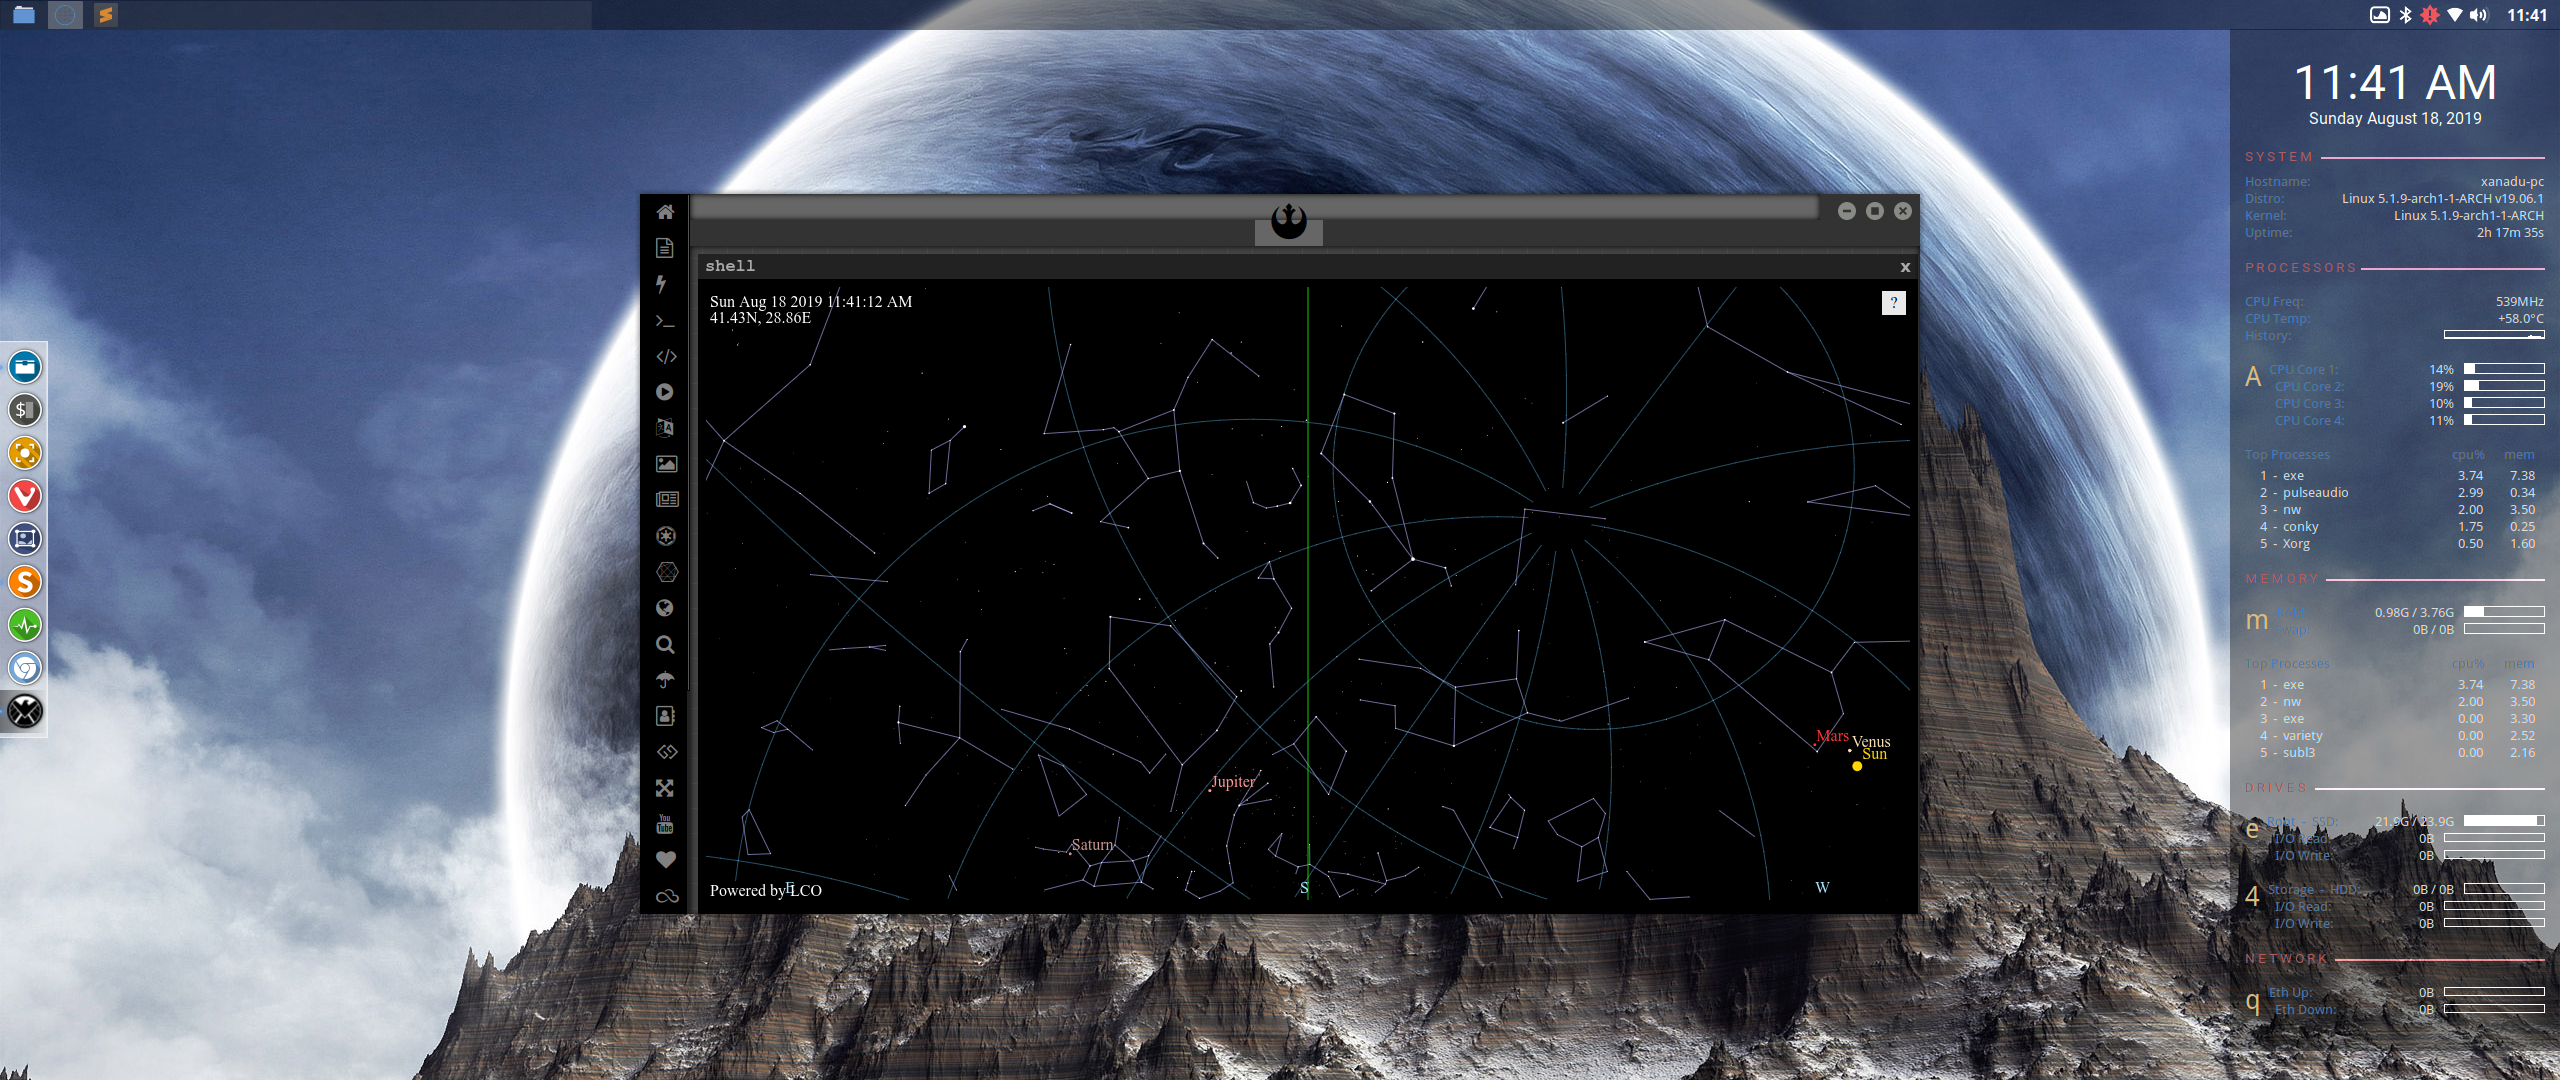 11:41
11:41 AM
Sunday August 18, 2019
SYSTEM
Hostname: xanadu-pc
Distro: Linux 5.1.9-arch1-1-ARCH v19.06.1
Kernel: Linux 5.1.9-arch1-1-ARCH
Uptime: 2h 17m 35s
PROCESSORS
CPU Freq: 539MHz
CPU Temp: +58.0°C
History:
A CPU Core 1: 14%
CPU Core 2: 19%
CPU Core 3: 10%
CPU Core 4: 11%
Top Processes cpu% mem
1 - exe 3.74 7.38
2 - pulseaudio 2.99 0.34
3 - nw 2.00 3.50
4 - conky 1.75 0.25
5 - Xorg 0.50 1.60
MEMORY
m 0.98G / 3.76G
0B / 0B
Top Processes cpu% mem
1 - exe 3.74 7.38
2 - nw 2.00 3.50
3 - exe 0.00 3.30
4 - variety 0.00 2.52
5 - subl3 0.00 2.16
DRIVES
e Root - SSD: 21.9G / 23.9G
I/O Read: 0B
I/O Write: 0B
4 Storage - HDD: 0B / 0B
I/O Read: 0B
I/O Write: 0B
NETWORK
q Eth Up: 0B
Eth Down: 0B
shell x
Sun Aug 18 2019 11:41:12 AM ?
41.43N, 28.86E
Mars
Venus
Sun
Jupiter
Saturn
Powered by LCO
E S W
You
Tube